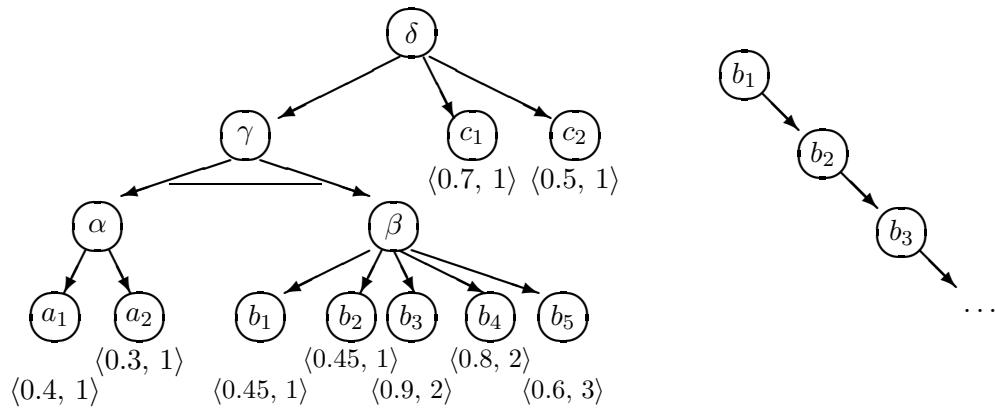 δ
b₁
γ c₁ c₂
b₂
⟨0.7, 1⟩ ⟨0.5, 1⟩
α β
b₃
a₁ a₂ b₁ b₂ b₃ b₄ b₅
...
⟨0.3, 1⟩ ⟨0.45, 1⟩ ⟨0.8, 2⟩
⟨0.4, 1⟩ ⟨0.45, 1⟩ ⟨0.9, 2⟩ ⟨0.6, 3⟩